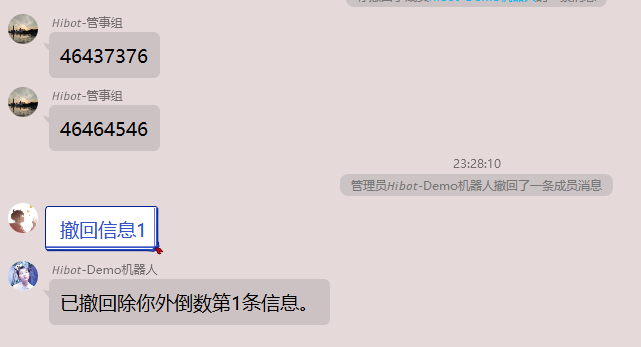 Hibot-管事组
46437376
Hibot-管事组
46464546
23:28:10
管理员Hibot-Demo机器人撤回了一条成员消息
撤回信息1
Hibot-Demo机器人
已撤回除你外倒数第1条信息。